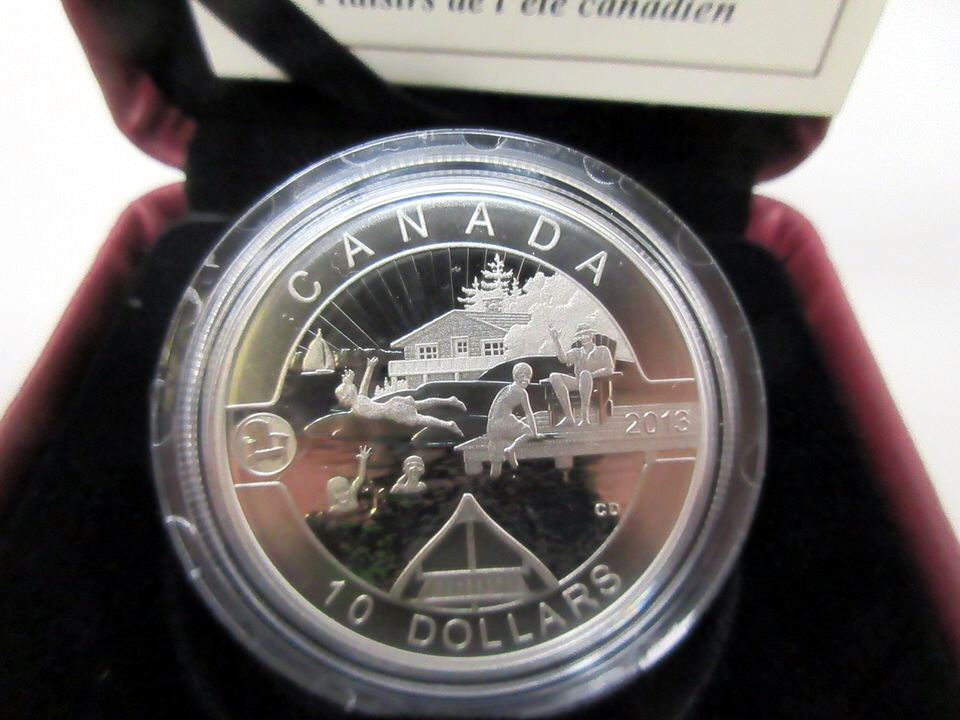 Plaisirs de l'été canadien
CANADA
2013
CD
10 DOLLARS